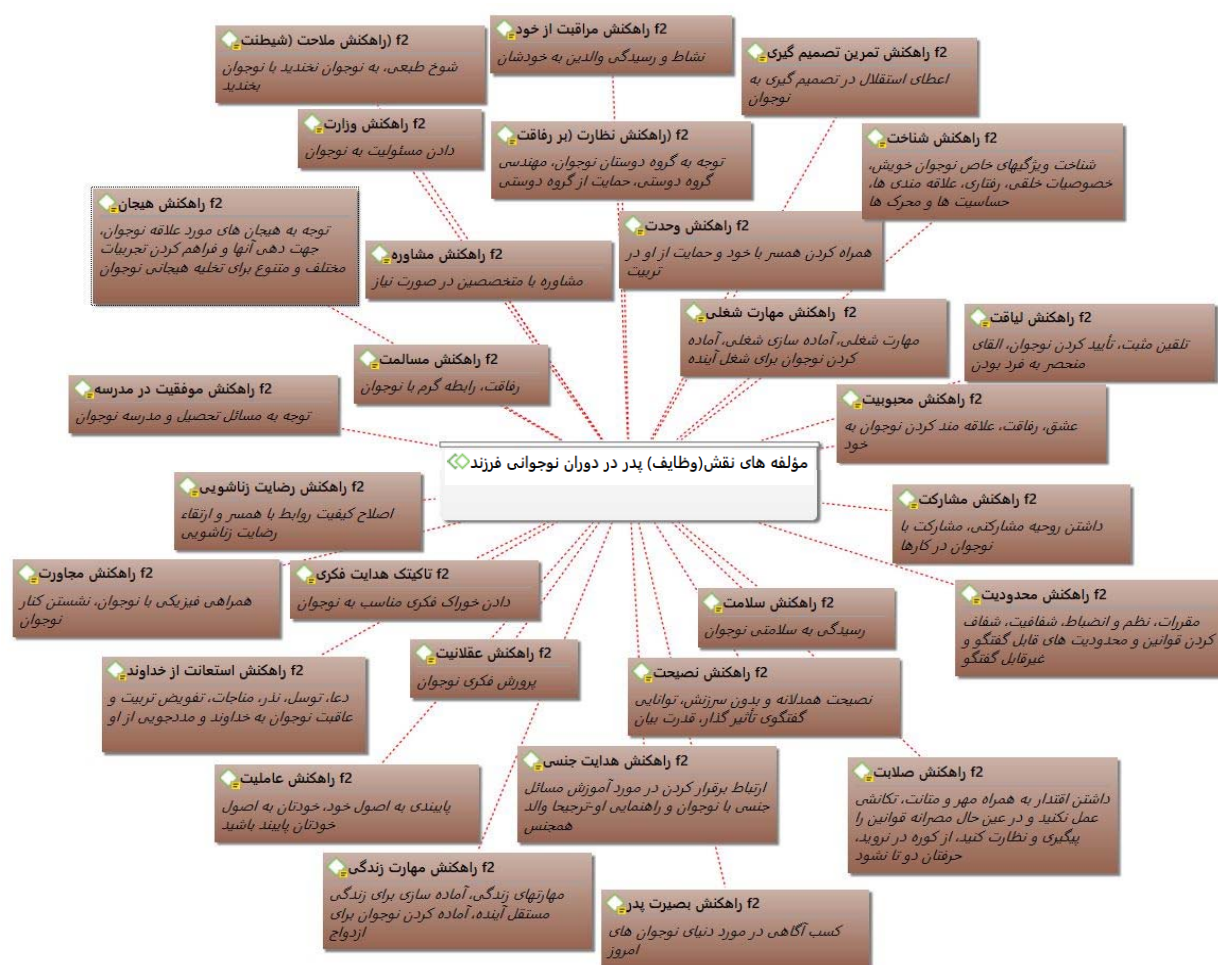 f2 راهکنش مراقبت از خود
نشاط و رسیدگی والدین به خودشان
f2 (راهکنش ملاحت (شیطنت
شوخ طبعی، به نوجوان نخندید با نوجوان
بخندید
f2 راهکنش تمرین تصمیم گیری
اعطای استقلال در تصمیم گیری به
نوجوان
f2 راهکنش وزارت
دادن مسئولیت به نوجوان
f2 (راهکنش نظارت (بر رفاقت
توجه به گروه دوستان نوجوان، مهندسی
گروه دوستی، حمایت از گروه دوستی
f2 راهکنش شناخت
شناخت ویژگیهای خاص نوجوان خویش،
خصوصیات خلقی، رفتاری، علاقه مندی ها،
حساسیت ها و محرک ها
f2 راهکنش هیجان
توجه به هیجان های مورد علاقه نوجوان،
جهت دهی آنها و فراهم کردن تجربیات
مختلف و متنوع برای تخلیه هیجانی نوجوان
f2 راهکنش وحدت
همراه کردن همسر با خود و حمایت از او در
تربیت
f2 راهکنش مشاوره
مشاوره با متخصصین در صورت نیاز
f2 راهکنش مهارت شغلی
مهارت شغلی، آماده سازی شغلی، آماده
کردن نوجوان برای شغل آینده
f2 راهکنش لیاقت
تلقین مثبت، تأیید کردن نوجوان، القای
منحصر به فرد بودن
f2 راهکنش مسالمت
رفاقت، رابطه گرم با نوجوان
f2 راهکنش موفقیت در مدرسه
توجه به مسائل تحصیل و مدرسه نوجوان
f2 راهکنش محبوبیت
عشق، رفاقت، علاقه مند کردن نوجوان به
خود
مؤلفه های نقش(وظایف) پدر در دوران نوجوانی فرزند
f2 راهکنش رضایت زناشویی
اصلاح کیفیت روابط با همسر و ارتقاء
رضایت زناشویی
f2 راهکنش مشارکت
داشتن روحیه مشارکتی، مشارکت با
نوجوان در کارها
f2 راهکنش مجاورت
همراهی فیزیکی با نوجوان، نشستن کنار
نوجوان
f2 تاکیتک هدایت فکری
دادن خوراک فکری مناسب به نوجوان
f2 راهکنش سلامت
رسیدگی به سلامتی نوجوان
f2 راهکنش محدودیت
مقررات، نظم و انضباط، شفافیت، شفاف
کردن قوانین و محدودیت های قابل گفتگو و
غیرقابل گفتگو
f2 راهکنش عقلانیت
پرورش فکری نوجوان
f2 راهکنش استعانت از خداوند
دعا، توسل، نذر، مناجات، تفویض تربیت و
عاقبت نوجوان به خداوند و مددجویی از او
f2 راهکنش نصیحت
نصیحت همدلانه و بدون سرزنش، توانایی
گفتگوی تأثیر گذار، قدرت بیان
f2 راهکنش هدایت جنسی
ارتباط برقرار کردن در مورد آموزش مسائل
جنسی با نوجوان و راهنمایی او-ترجیحا والد
همجنس
f2 راهکنش عاملیت
پایبندی به اصول خود، خودتان به اصول
خودتان پایبند باشید
f2 راهکنش صلابت
داشتن اقتدار به همراه مهر و متانت، تکانشی
عمل نکنید و در عین حال مصرانه قوانین را
پیگیری و نظارت کنید، از کوره در نروید،
حرفتان دو تا نشود
f2 راهکنش مهارت زندگی
مهارتهای زندگی، آماده سازی برای زندگی
مستقل آینده، آماده کردن نوجوان برای
ازدواج
f2 راهکنش بصیرت پدر
کسب آگاهی در مورد دنیای نوجوان های
امروز